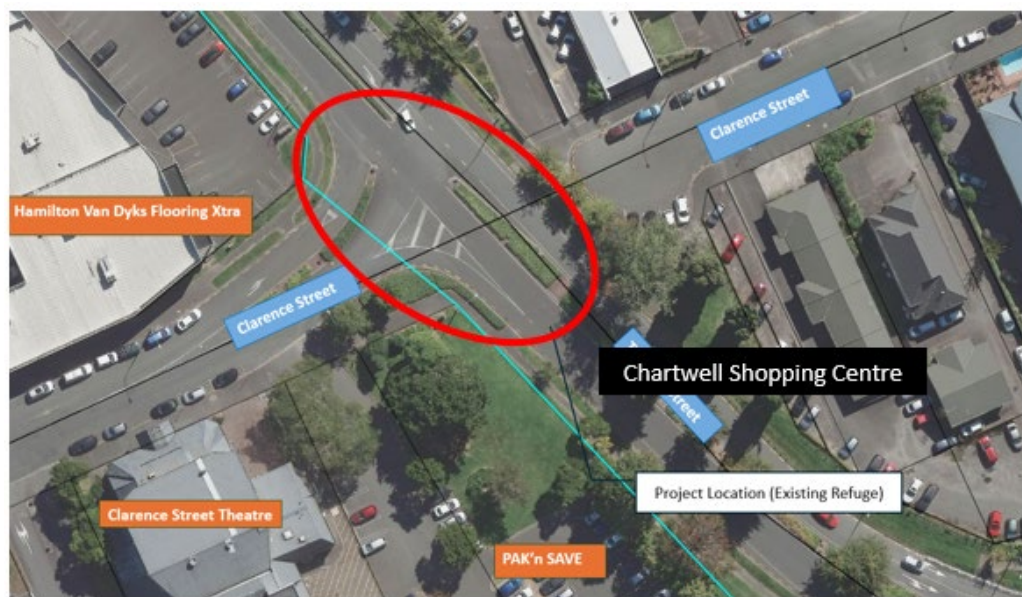 Clarence Street
Hamilton Van Dyks Flooring Xtra
Clarence Street
Chartwell Shopping Centre
Street
Project Location (Existing Refuge)
Clarence Street Theatre
PAK'n SAVE